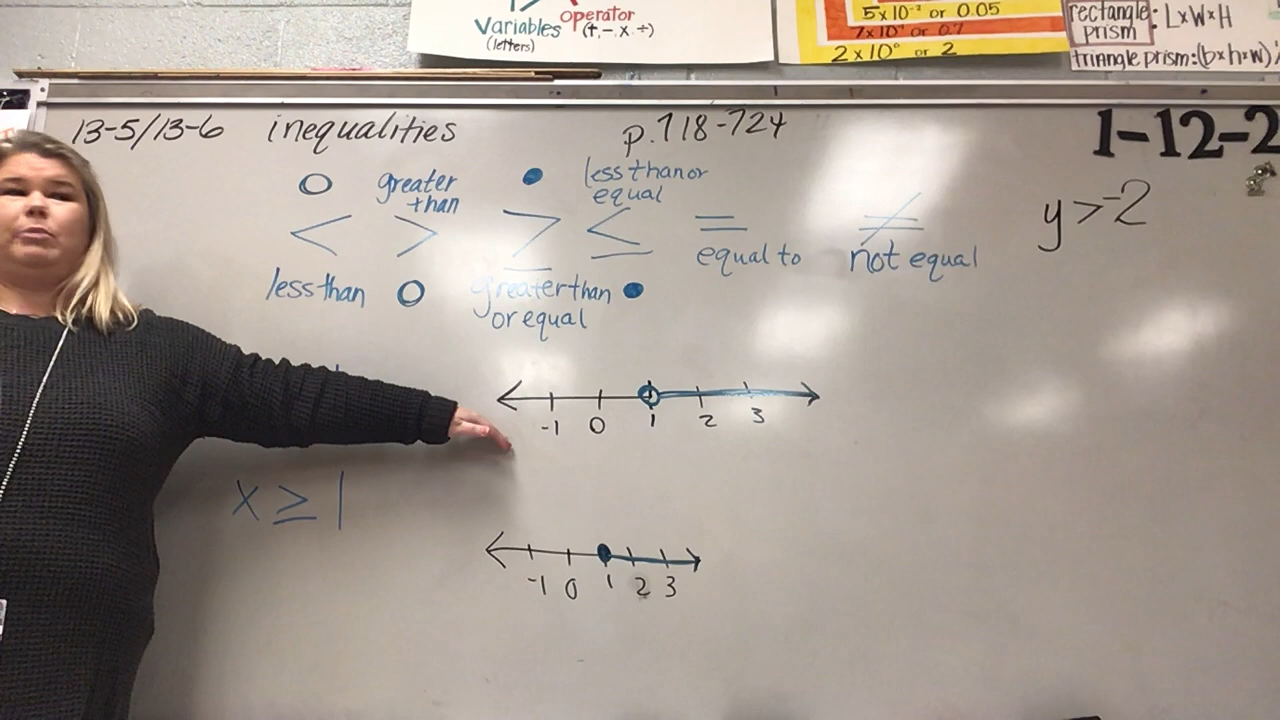 Variables operator
(letters) (+, -, x ÷)
5x10⁻² or 0.05
or 0.7
2x10⁰ or 2
rectangle prism: LxWxH
triangle prism: (bxhxw)
13-5/13-6 inequalities p.718-724
1-12-2
○ greater than ● less than or equal
< > ≥ ≤ = ≠
less than ○ greater than or equal ● equal to not equal
y > -2
-1 0 1 2 3
x ≥ 1
-1 0 1 2 3